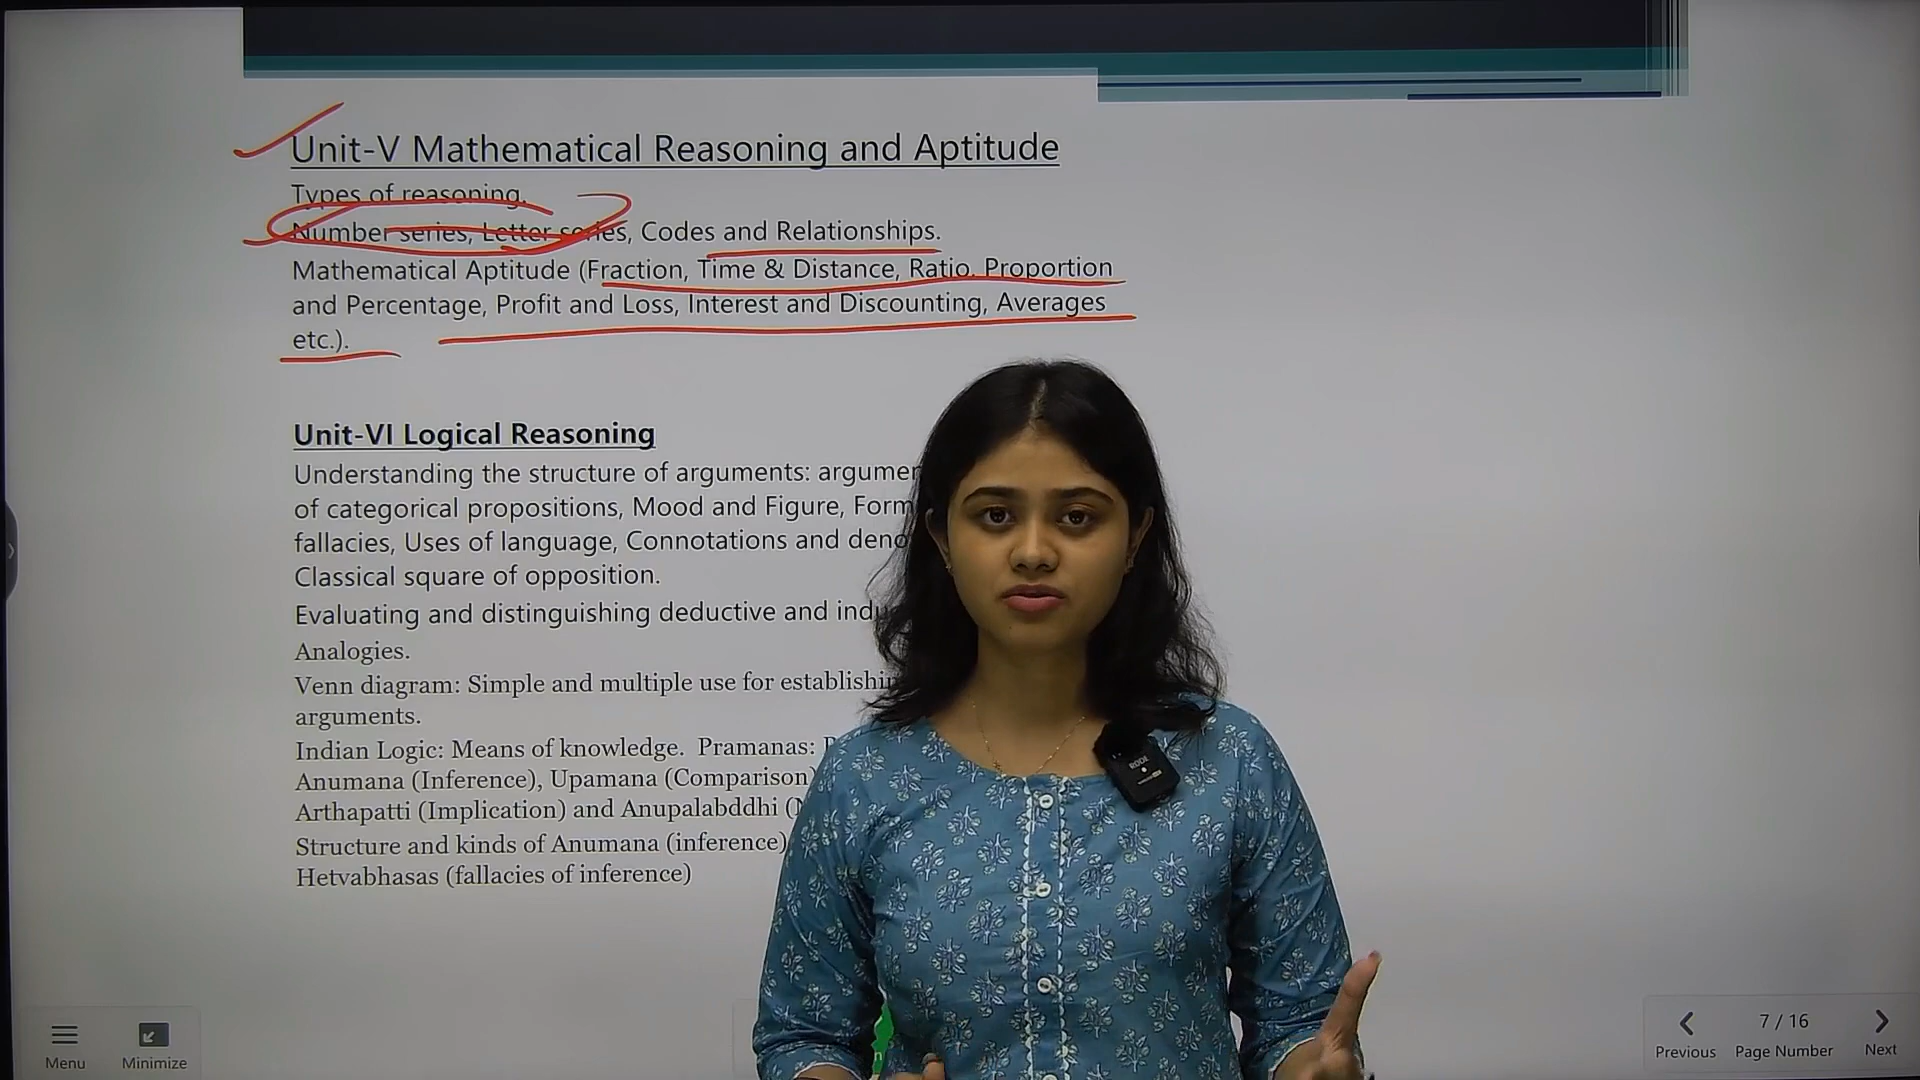 Unit-V Mathematical Reasoning and Aptitude
Types of reasoning.
Number series, Letter series, Codes and Relationships.
Mathematical Aptitude (Fraction, Time & Distance, Ratio, Proportion
and Percentage, Profit and Loss, Interest and Discounting, Averages
etc.).
Unit-VI Logical Reasoning
Understanding the structure of arguments:
of categorical propositions, Mood and Figure,
fallacies, Uses of language, Connotations and
Classical square of opposition.
Evaluating and distinguishing deductive and
Analogies.
Venn diagram: Simple and multiple use for
arguments.
Indian Logic: Means of knowledge. Pramanas:
Anumana (Inference), Upamana (Comparison)
Arthapatti (Implication) and Anupalabddhi
Structure and kinds of Anumana (inference)
Hetvabhasas (fallacies of inference)
RODE
Menu
Minimize
7 / 16
Previous Page Number Next